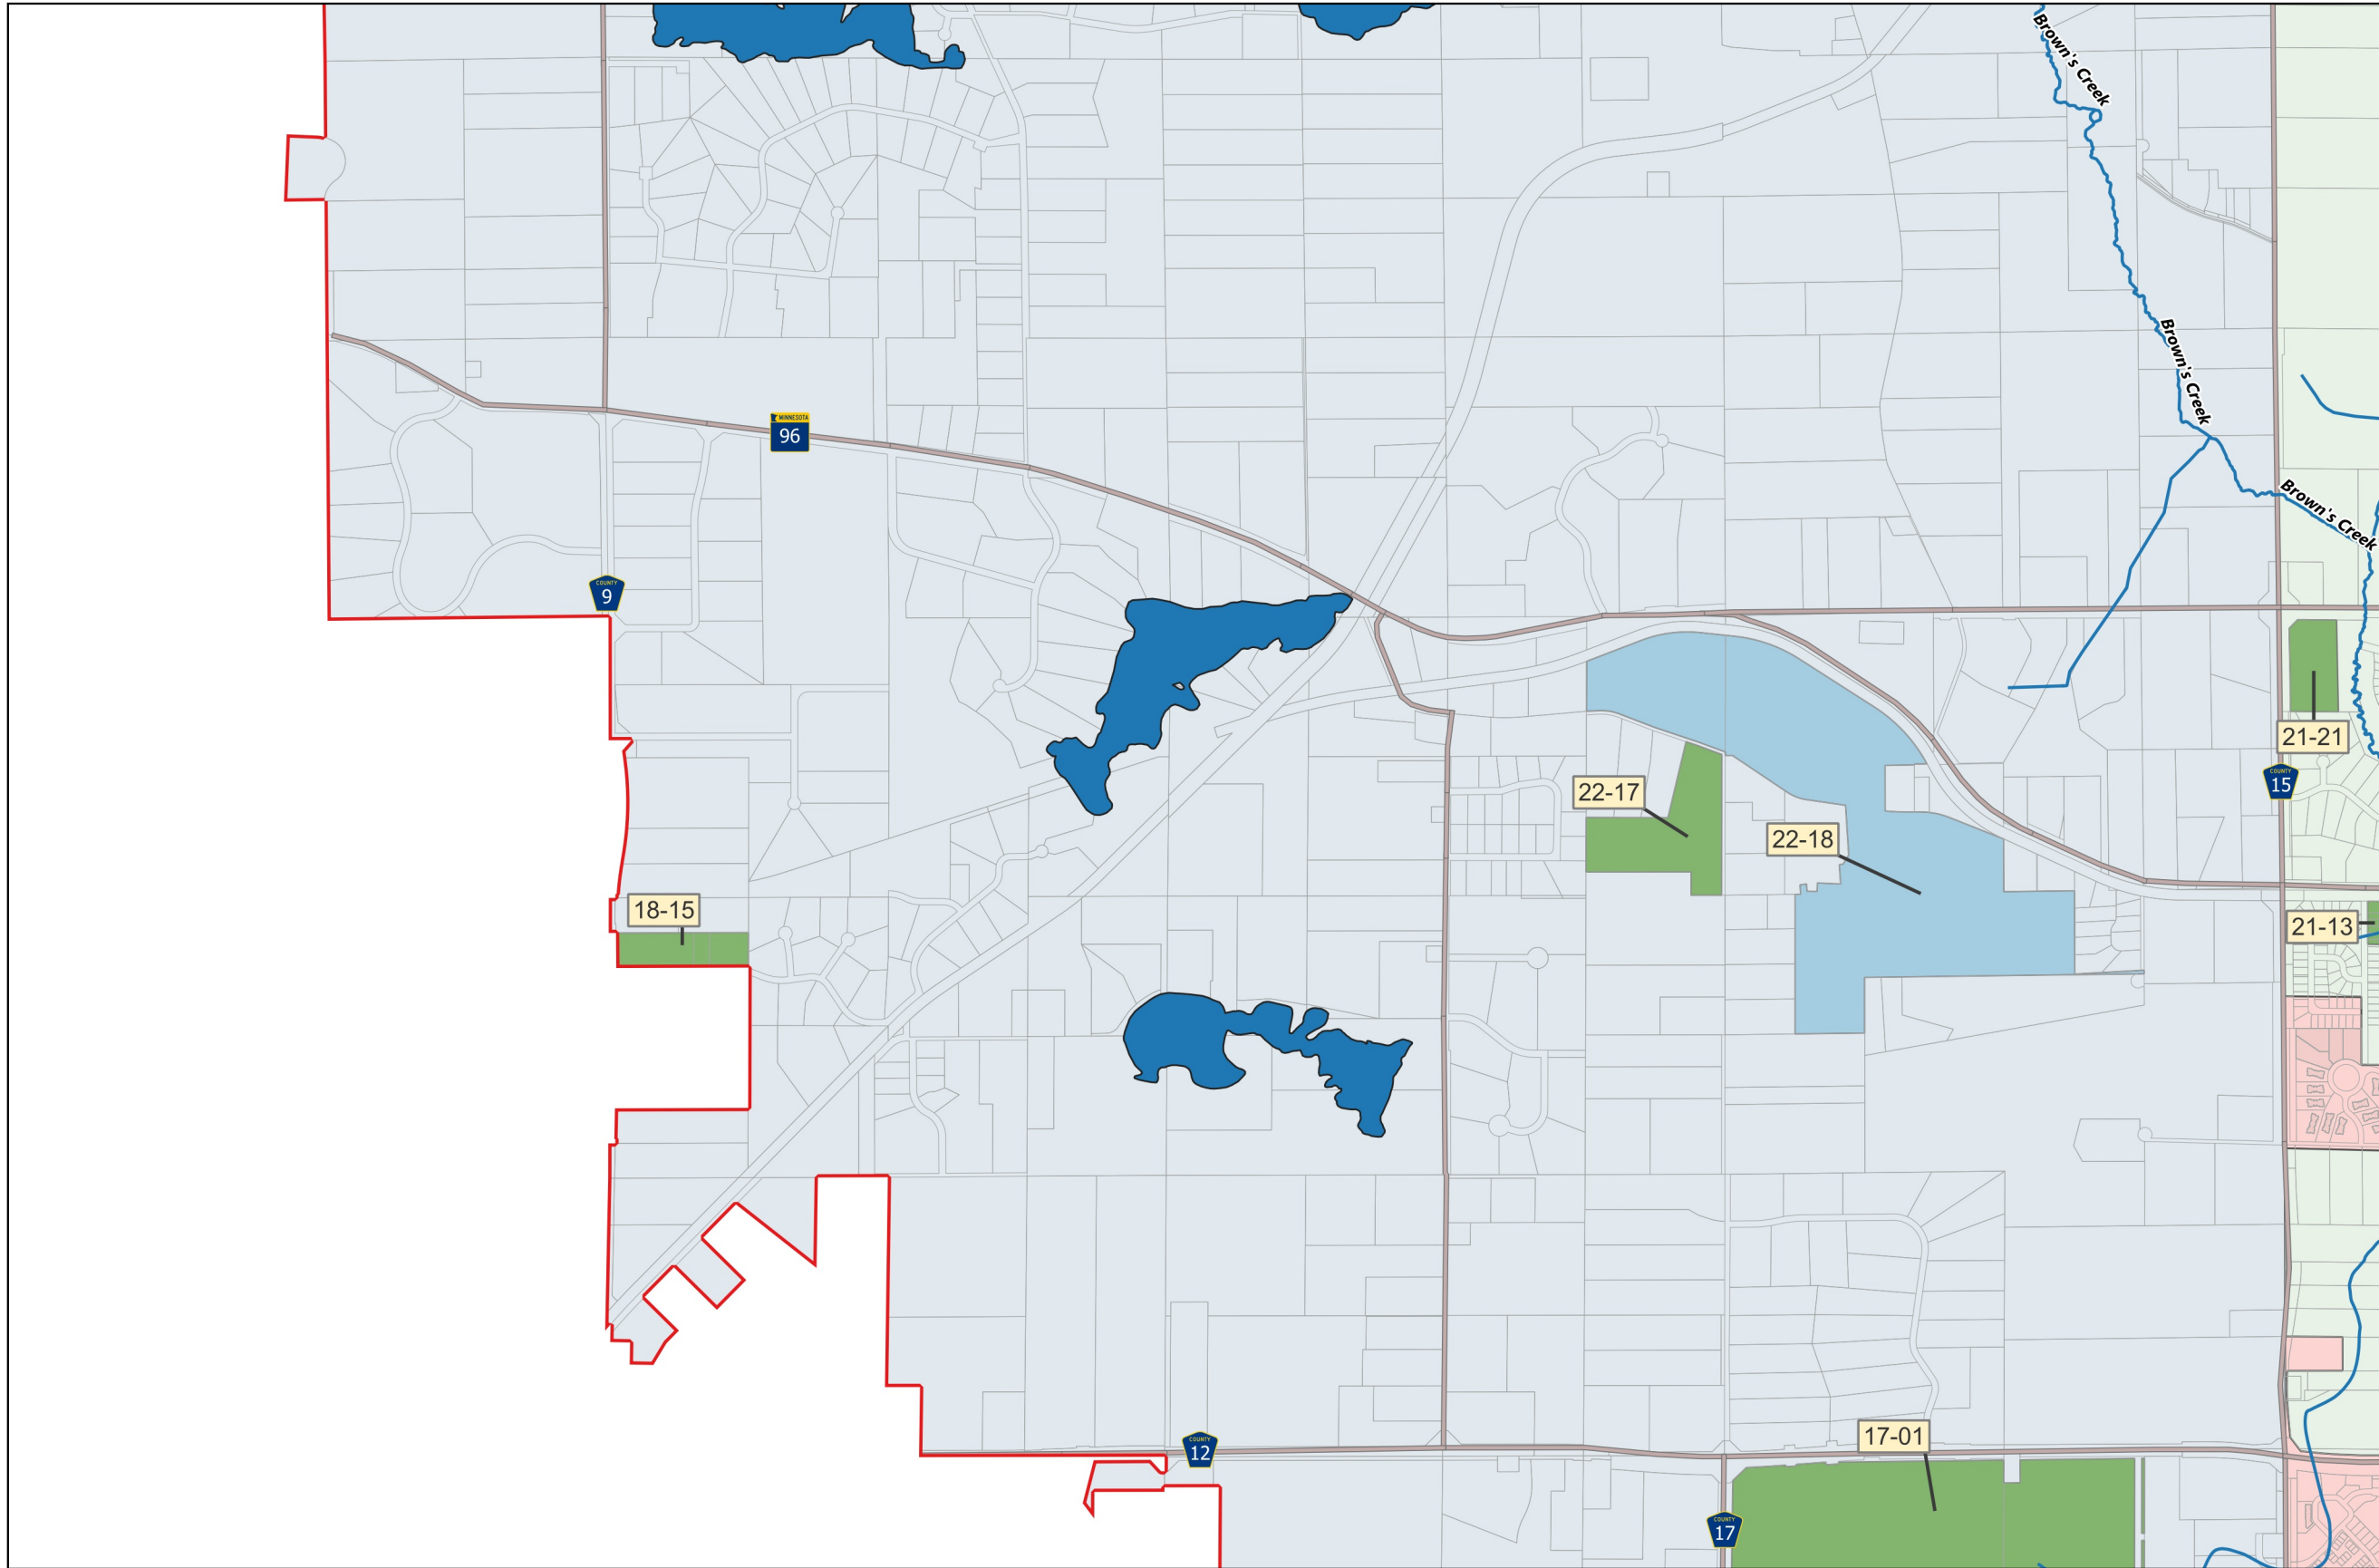 Brown's Creek
Brown's Creek
MINNESOTA
96
Brown's Creek
COUNTY
9
21-21
COUNTY
15
22-17
22-18
18-15
21-13
17-01
COUNTY
12
COUNTY
17